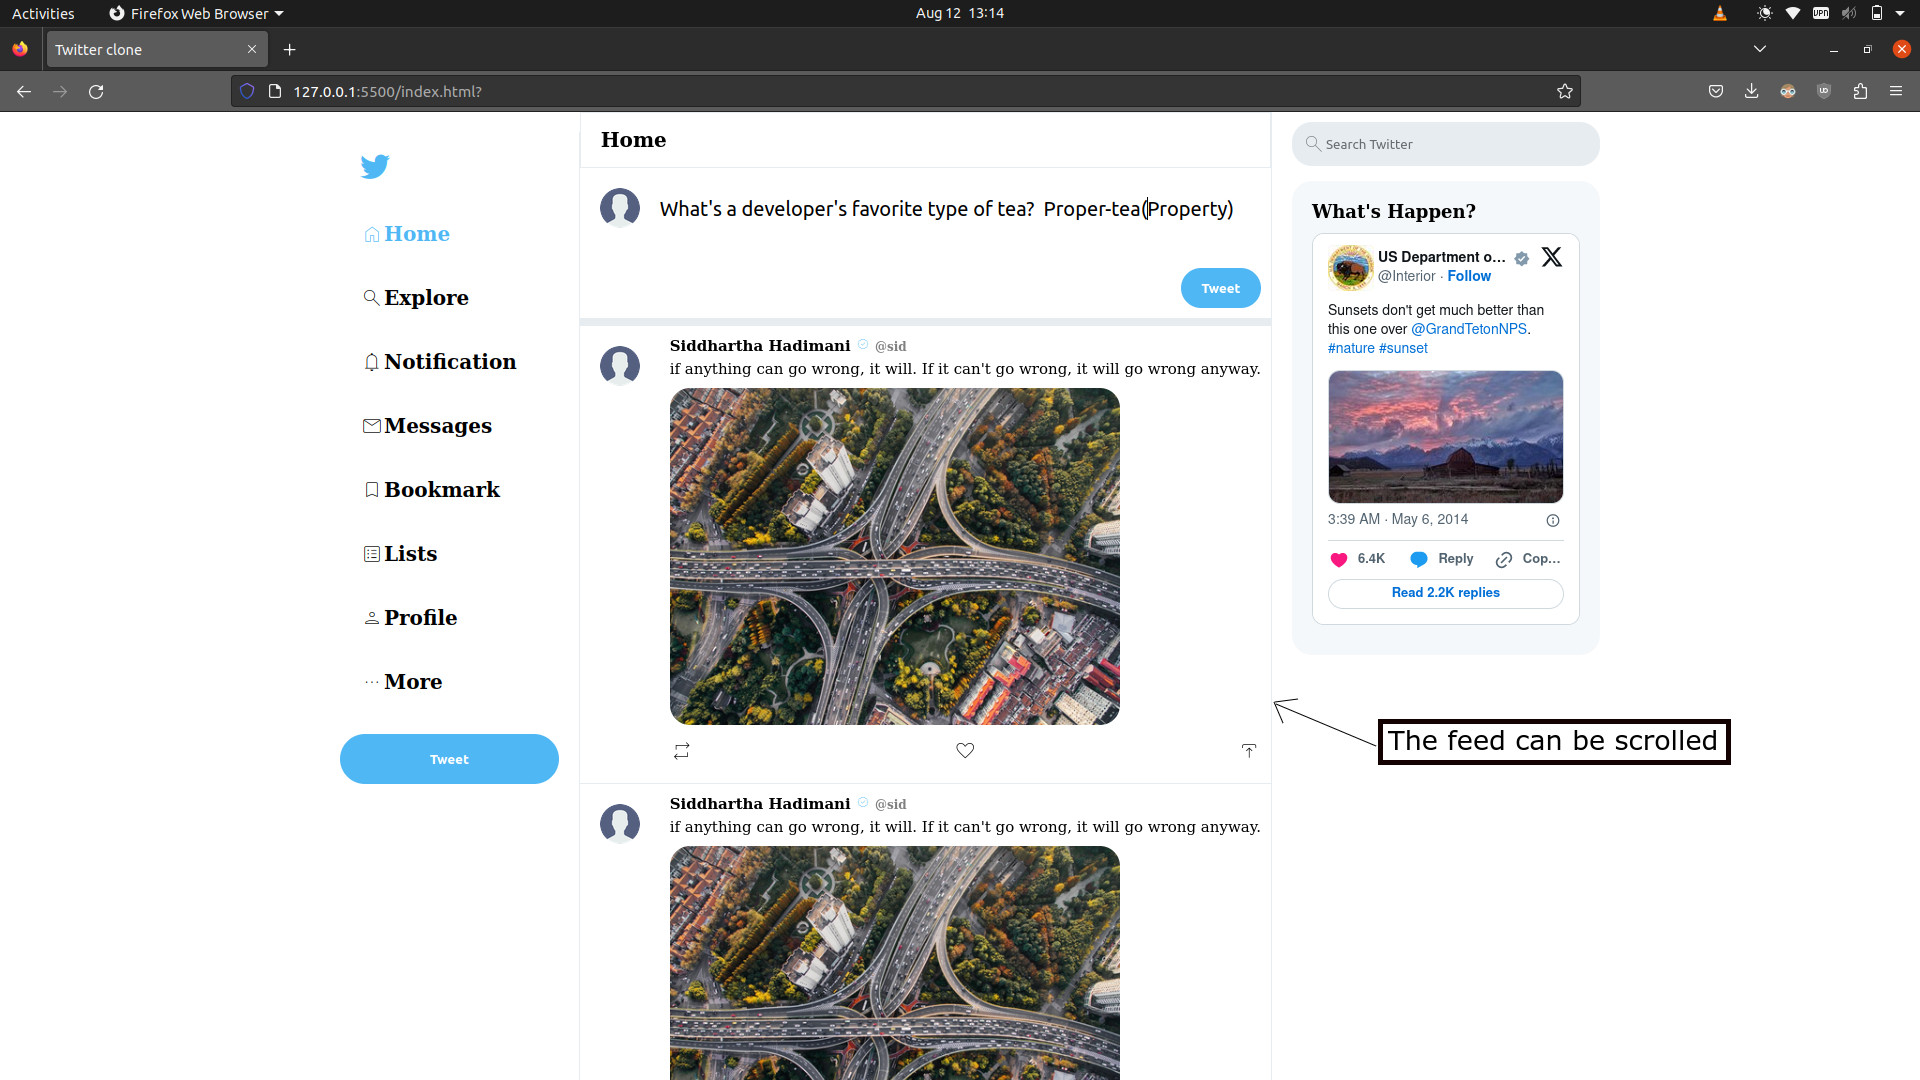 Activities
Firefox Web Browser
Aug 12 13:14
VPN
Twitter clone
127.0.0.1:5500/index.html?
Home
Explore
Notification
Messages
Bookmark
Lists
Profile
More
Tweet
Home
What's a developer's favorite type of tea? Proper-tea(Property)
Tweet
Siddhartha Hadimani @sid
if anything can go wrong, it will. If it can't go wrong, it will go wrong anyway.
Siddhartha Hadimani @sid
if anything can go wrong, it will. If it can't go wrong, it will go wrong anyway.
Search Twitter
What's Happen?
US Department o...
@Interior · Follow
Sunsets don't get much better than
this one over @GrandTetonNPS.
#nature #sunset
3:39 AM · May 6, 2014
6.4K Reply Cop...
Read 2.2K replies
The feed can be scrolled